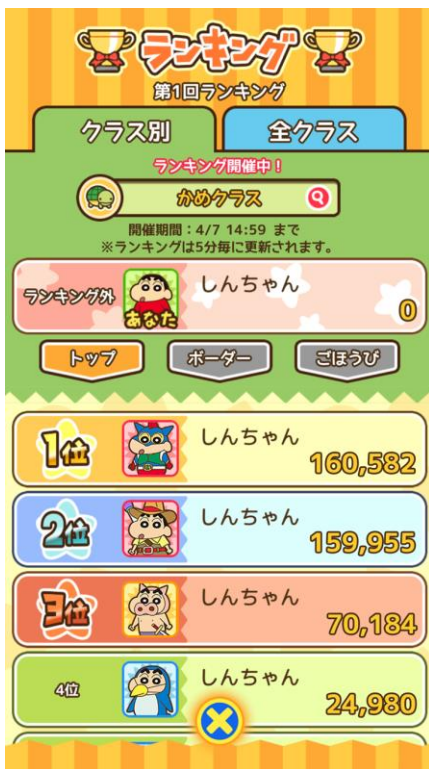 ランキング
第1回ランキング
クラス別
全クラス
ランキング開催中！
かめクラス
開催期間：4/7 14:59 まで
※ランキングは5分毎に更新されます。
ランキング外
あなた
しんちゃん
0
トップ
ボーダー
ごほうび
1位
しんちゃん
160,582
2位
しんちゃん
159,955
3位
しんちゃん
70,184
4位
しんちゃん
24,980